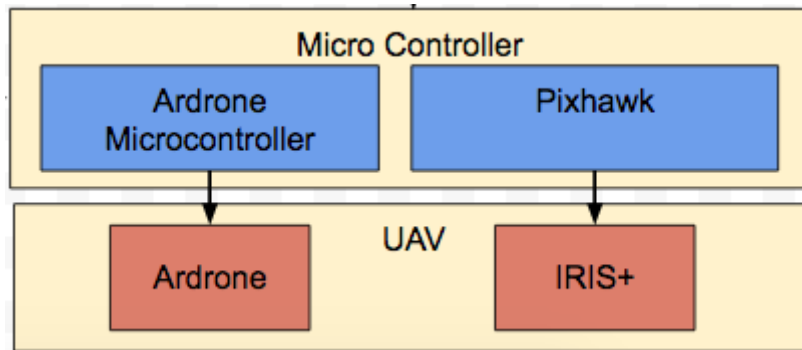 Micro Controller
Ardrone
Microcontroller
Pixhawk
UAV
Ardrone
IRIS+